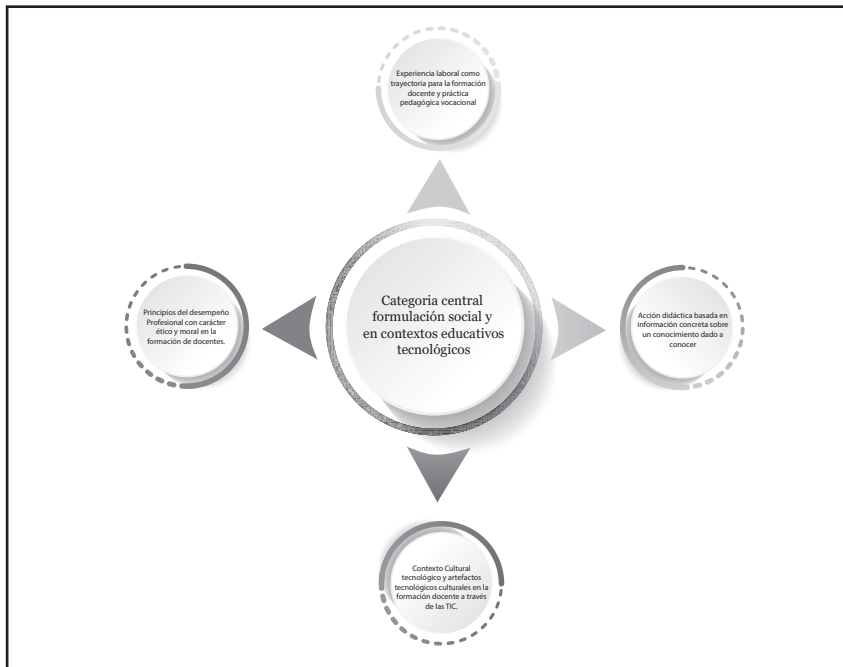 Experiencia laboral como
trayectoria para la formación
docente y práctica
pedagógica vocacional
Categoria central
formulación social y
en contextos educativos
tecnológicos
Principios del desempeño
Profesional con carácter
ético y moral en la
formación de docentes.
Acción didáctica basada en
información concreta sobre
un conocimiento dado a
conocer
Contexto Cultural
tecnológico y artefactos
tecnológicos culturales en la
formación docente a través
de las TIC.